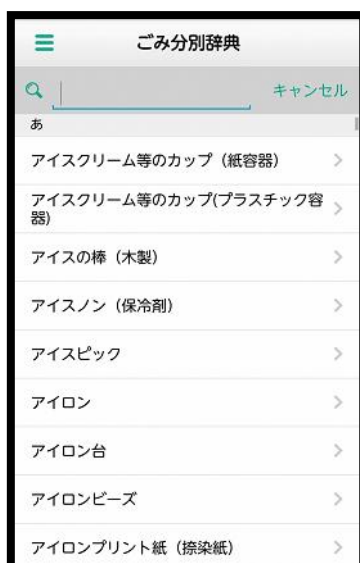 ごみ分別辞典
キャンセル
あ
アイスクリーム等のカップ（紙容器）
アイスクリーム等のカップ(プラスチック容
器)
アイスの棒（木製）
アイスノン（保冷剤）
アイスピック
アイロン
アイロン台
アイロンビーズ
アイロンプリント紙（捺染紙）